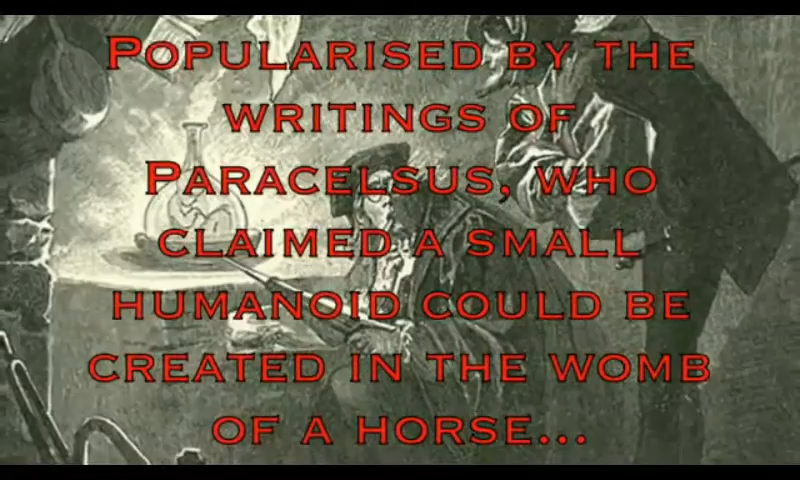 Popularised by the
writings of
Paracelsus, who
claimed a small
humanoid could be
created in the womb
of a horse...